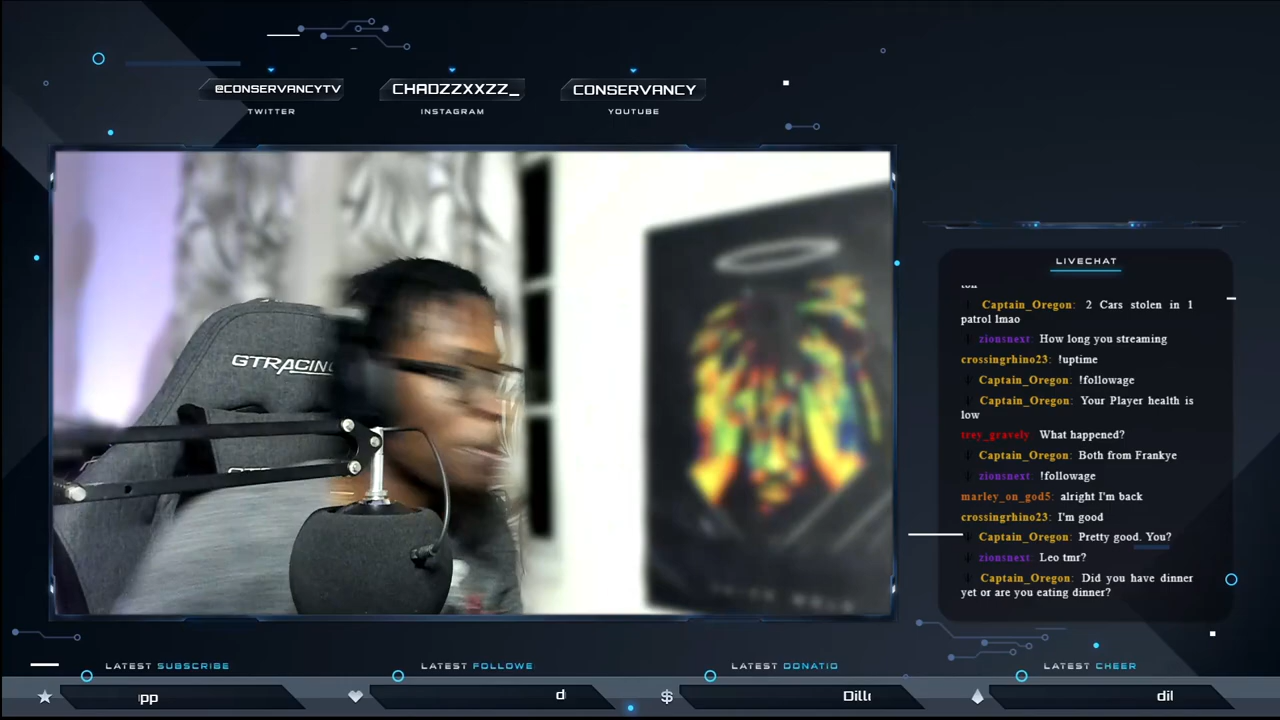 @CONSERVANCYTV
TWITTER
CHADZZXXZZ_
INSTAGRAM
CONSERVANCY
YOUTUBE
GTRACING
LIVECHAT
Captain_Oregon: 2 Cars stolen in 1
patrol lmao
zionsnext: How long you streaming
crossingrhino23: !uptime
Captain_Oregon: !followage
Captain_Oregon: Your Player health is
low
trey_gravely What happened?
Captain_Oregon: Both from Frankye
zionsnext: !followage
marley_on_god5: alright I'm back
crossingrhino23: I'm good
Captain_Oregon: Pretty good. You?
zionsnext: Leo tmr?
Captain_Oregon: Did you have dinner
yet or are you eating dinner?
LATEST SUBSCRIBE
LATEST FOLLOWE
LATEST DONATIO
LATEST CHEER
pp
d
$
Dill
dil